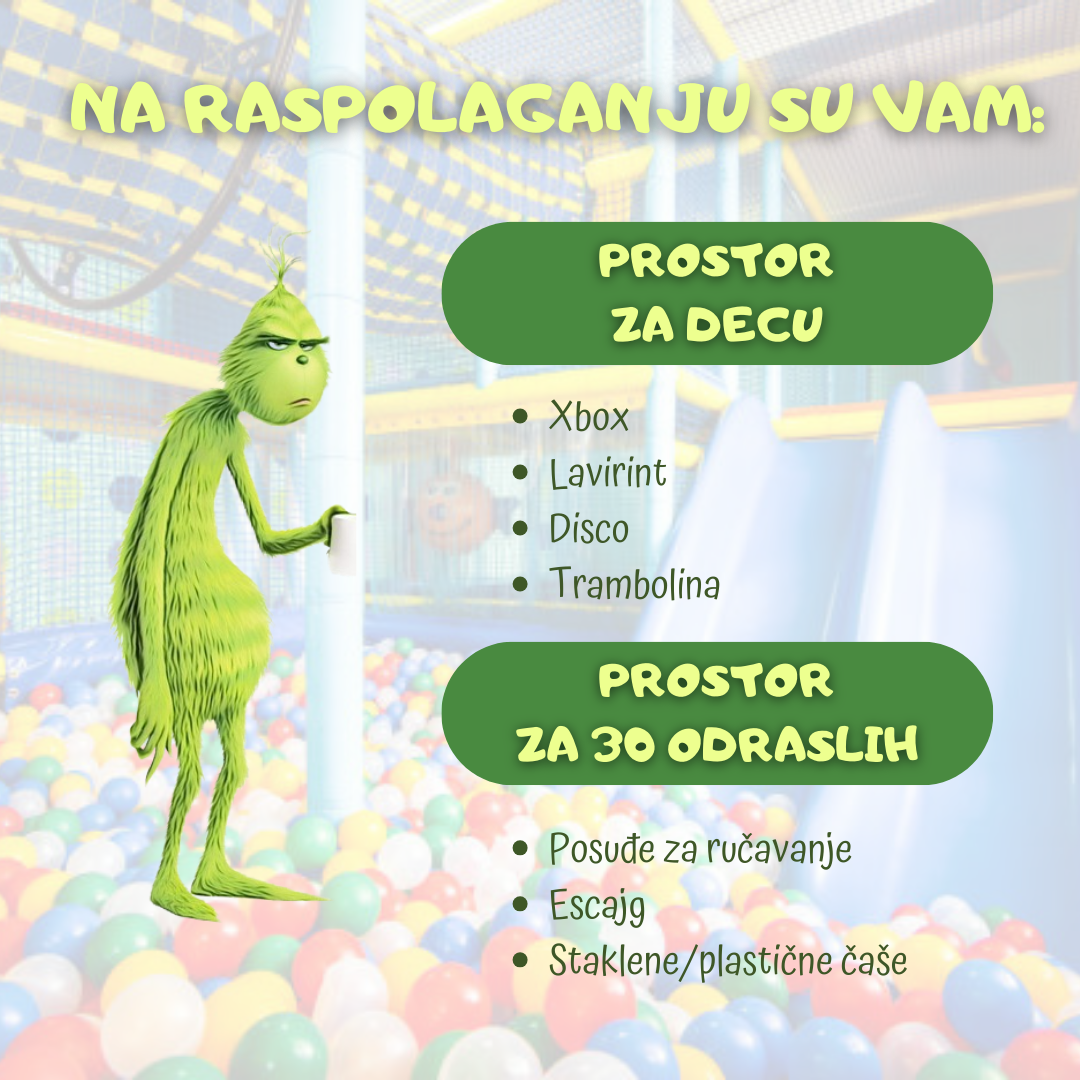 NA RASPOLAGANJU SU VAM:
PROSTOR
ZA DECU
• Xbox
• Lavirint
• Disco
• Trambolina
PROSTOR
ZA 30 ODRASLIH
• Posuđe za ručavanje
• Escajg
• Staklene/plastične čaše